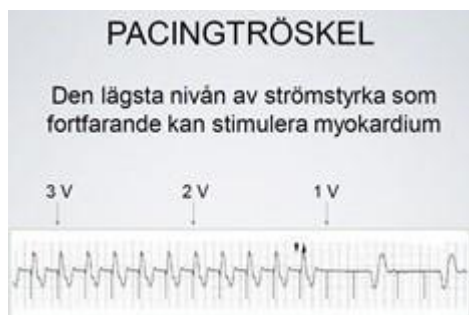 PACINGTRÖSKEL
Den lägsta nivån av strömstyrka som
fortfarande kan stimulera myokardium
3 V 2 V 1 V